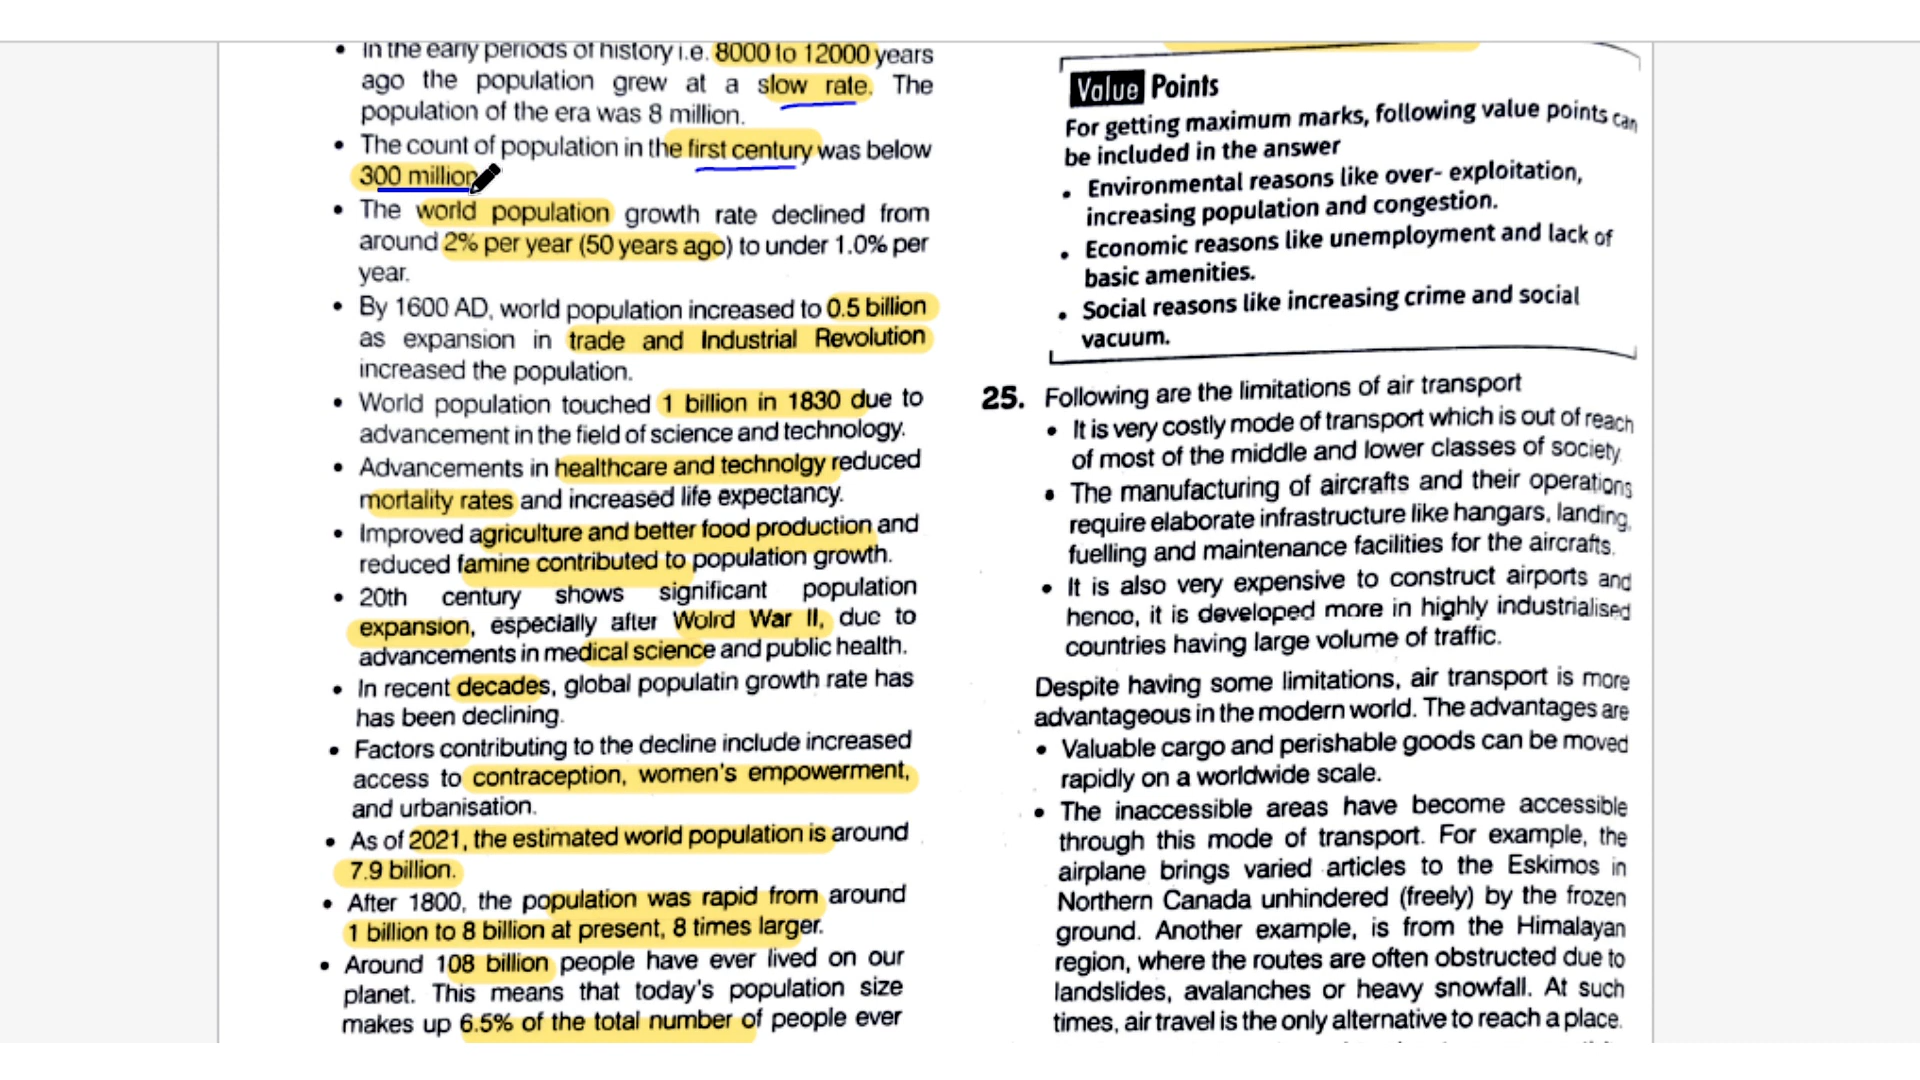 • In the early periods of history i.e. 8000 to 12000 years
ago the population grew at a slow rate. The
population of the era was 8 million.
• The count of population in the first century was below
300 million
• The world population growth rate declined from
around 2% per year (50 years ago) to under 1.0% per
year.
• By 1600 AD, world population increased to 0.5 billion
as expansion in trade and Industrial Revolution
increased the population.
• World population touched 1 billion in 1830 due to
advancement in the field of science and technology.
• Advancements in healthcare and technolgy reduced
mortality rates and increased life expectancy.
• Improved agriculture and better food production and
reduced famine contributed to population growth.
• 20th century shows significant population
expansion, especially after Wolrd War II, due to
advancements in medical science and public health.
• In recent decades, global populatin growth rate has
has been declining.
• Factors contributing to the decline include increased
access to contraception, women's empowerment,
and urbanisation.
• As of 2021, the estimated world population is around
7.9 billion.
• After 1800, the population was rapid from around
1 billion to 8 billion at present, 8 times larger.
• Around 108 billion people have ever lived on our
planet. This means that today's population size
makes up 6.5% of the total number of people ever
Value Points
For getting maximum marks, following value points can
be included in the answer
• Environmental reasons like over- exploitation,
increasing population and congestion.
• Economic reasons like unemployment and lack of
basic amenities.
• Social reasons like increasing crime and social
vacuum.
25. Following are the limitations of air transport
• It is very costly mode of transport which is out of reach
of most of the middle and lower classes of society.
• The manufacturing of aircrafts and their operations
require elaborate infrastructure like hangars, landing,
fuelling and maintenance facilities for the aircrafts.
• It is also very expensive to construct airports and
hence, it is developed more in highly industrialised
countries having large volume of traffic.
Despite having some limitations, air transport is more
advantageous in the modern world. The advantages are
• Valuable cargo and perishable goods can be moved
rapidly on a worldwide scale.
• The inaccessible areas have become accessible
through this mode of transport. For example, the
airplane brings varied articles to the Eskimos in
Northern Canada unhindered (freely) by the frozen
ground. Another example, is from the Himalayan
region, where the routes are often obstructed due to
landslides, avalanches or heavy snowfall. At such
times, air travel is the only alternative to reach a place.